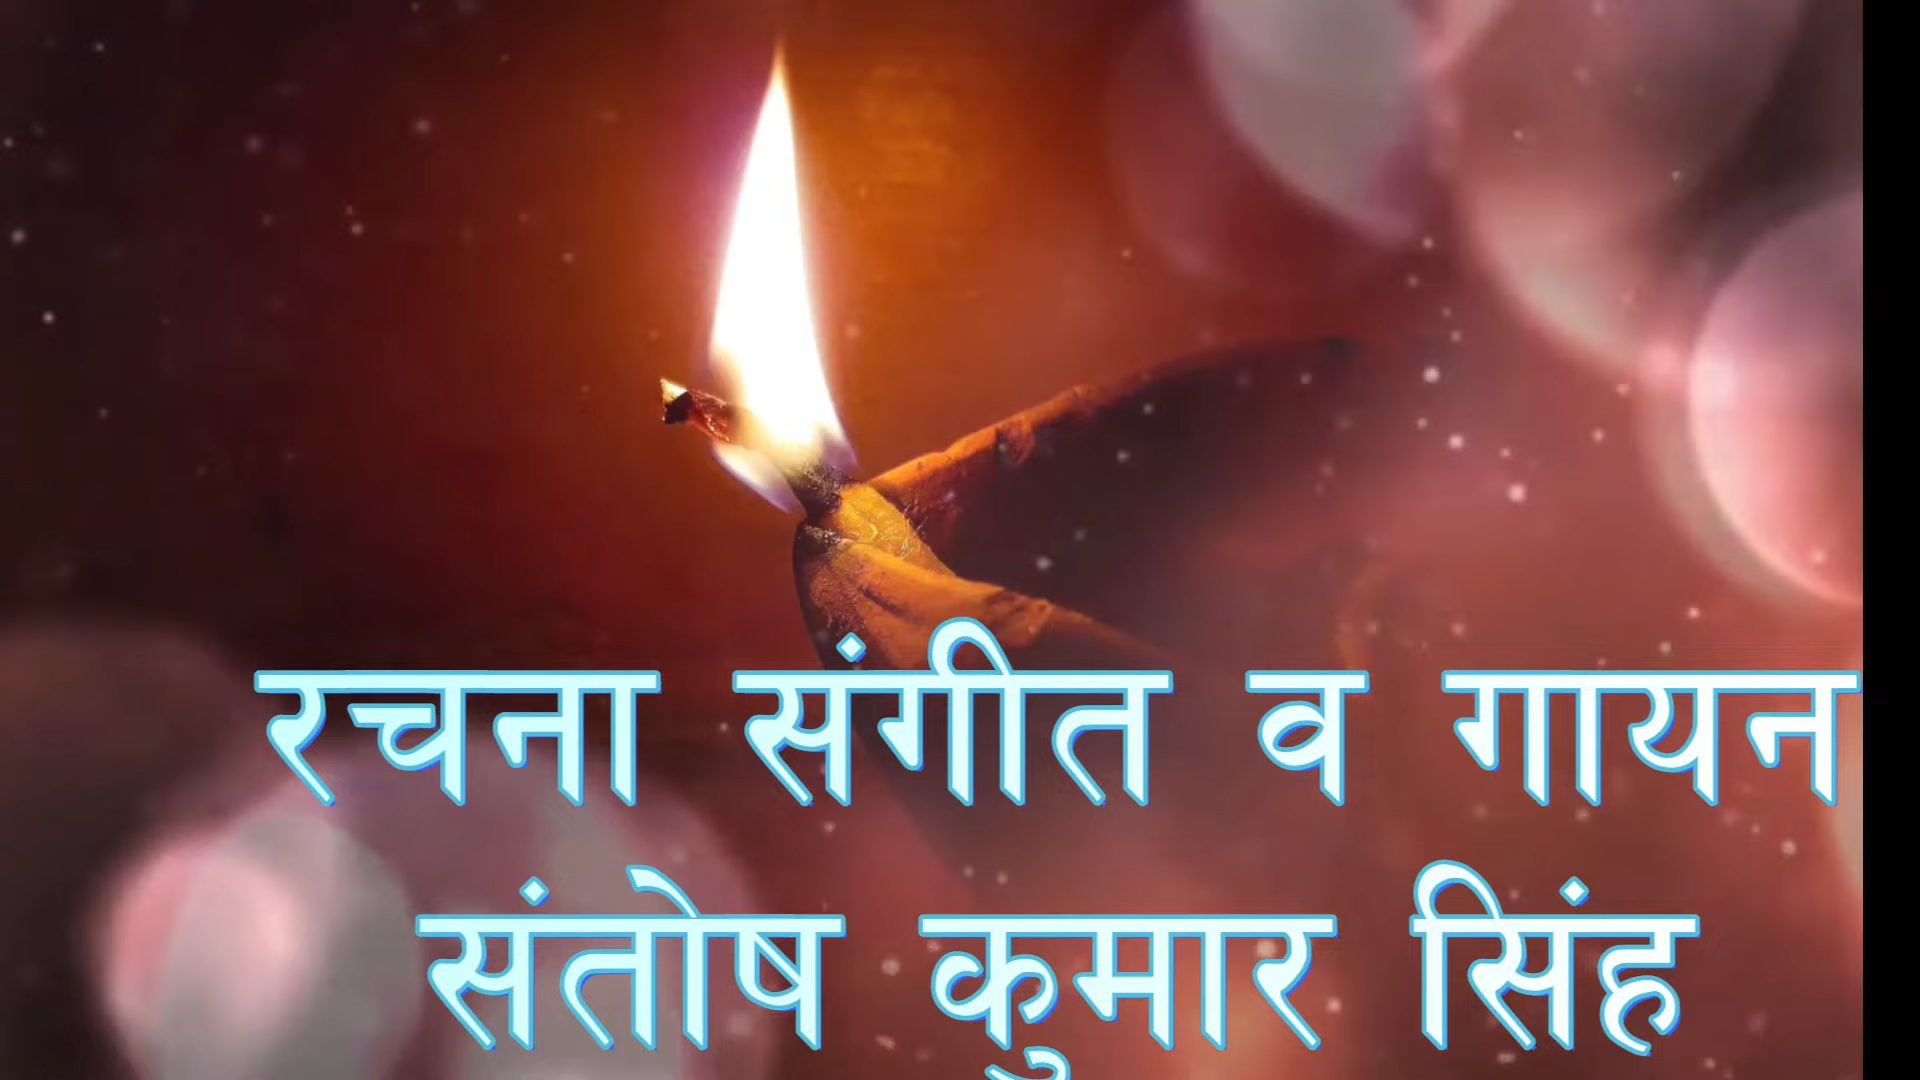 रचना संगीत व गायन
संतोष कुमार सिंह